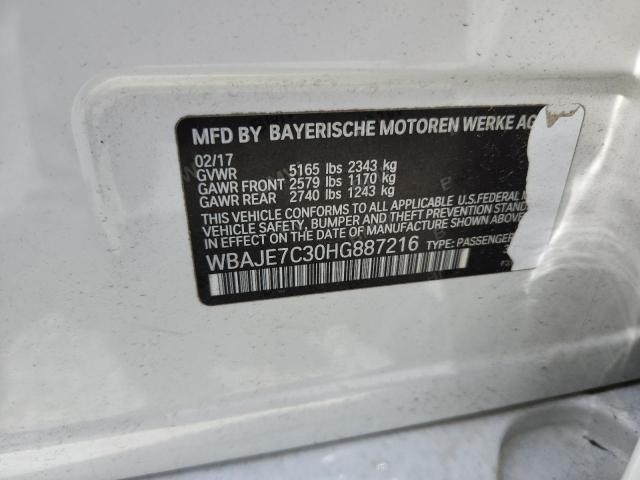 MFD BY BAYERISCHE MOTOREN WERKE AG
02/17
GVWR 5165 lbs 2343 kg
GAWR FRONT 2579 lbs 1170 kg
GAWR REAR 2740 lbs 1243 kg
THIS VEHICLE CONFORMS TO ALL APPLICABLE U.S.FEDERAL
VEHICLE SAFETY, BUMPER AND THEFT PREVENTION STANDA
IN EFFECT ON THE DATE OF MANUFACTURE SHOWN ABOVE.
WBAJE7C30HG887216 TYPE: PASSENGER